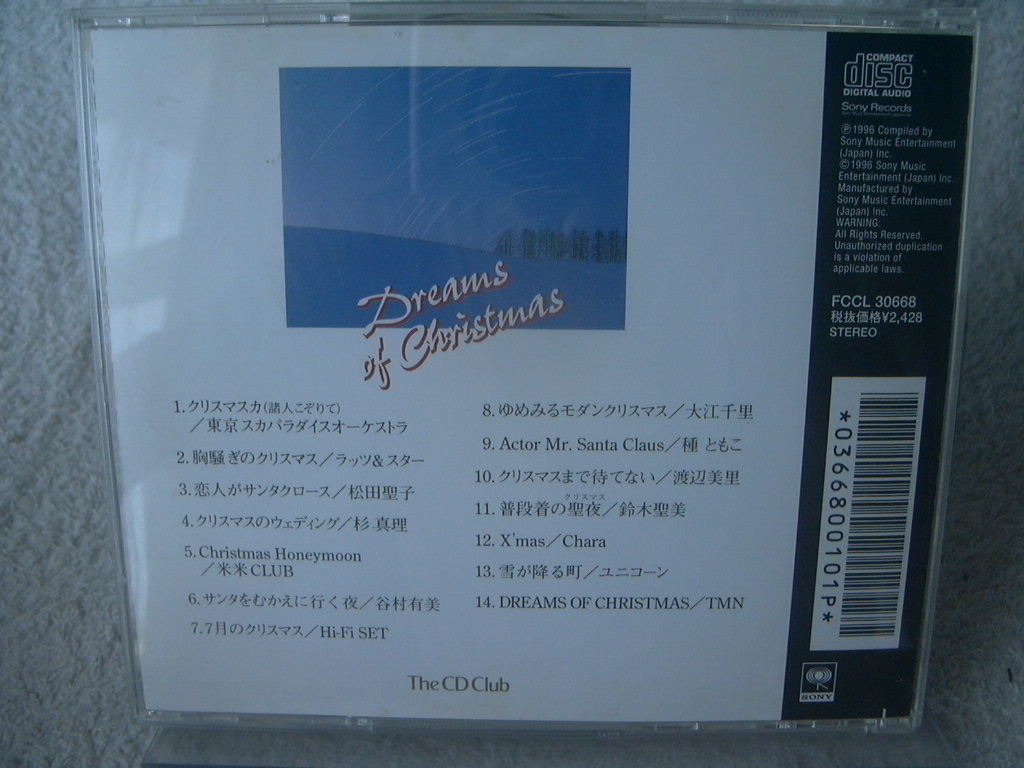 Dreams
of Christmas
1. クリスマスカ(諸人こぞりて)
／東京スカパラダイスオーケストラ
2. 胸騒ぎのクリスマス／ラッツ&スター
3. 恋人がサンタクロース／松田聖子
4. クリスマスのウェディング／杉 真理
5. Christmas Honeymoon
／米米CLUB
6. サンタをむかえに行く夜／谷村有美
7. 7月のクリスマス／Hi-Fi SET
8. ゆめみるモダンクリスマス／大江千里
9. Actor Mr. Santa Claus／種 ともこ
10. クリスマスまで待てない／渡辺美里
クリスマス
11. 普段着の聖夜／鈴木聖美
12. X'mas／Chara
13. 雪が降る町／ユニコーン
14. DREAMS OF CHRISTMAS／TMN
The CD Club
COMPACT
disc
DIGITAL AUDIO
Sony Records
Ⓟ1996 Compiled by
Sony Music Entertainment
(Japan) Inc.
©1996 Sony Music
Entertainment (Japan) Inc.
Manufactured by
Sony Music Entertainment
(Japan) Inc.
WARNING:
All Rights Reserved.
Unauthorized duplication
is a violation of
applicable laws.
FCCL 30668
税抜価格¥2,428
STEREO
*0366800101P*
SONY